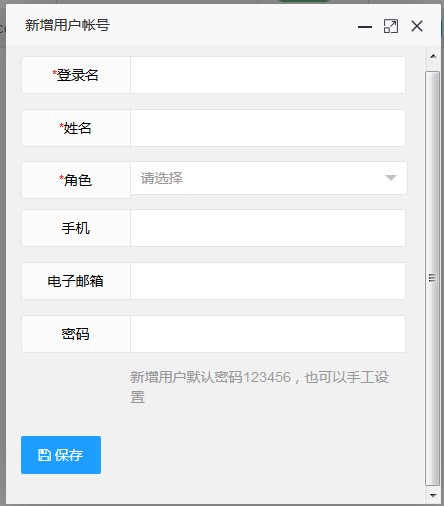 新增用户帐号
*登录名
*姓名
*角色 请选择
手机
电子邮箱
密码
新增用户默认密码123456，也可以手工设
置
保存